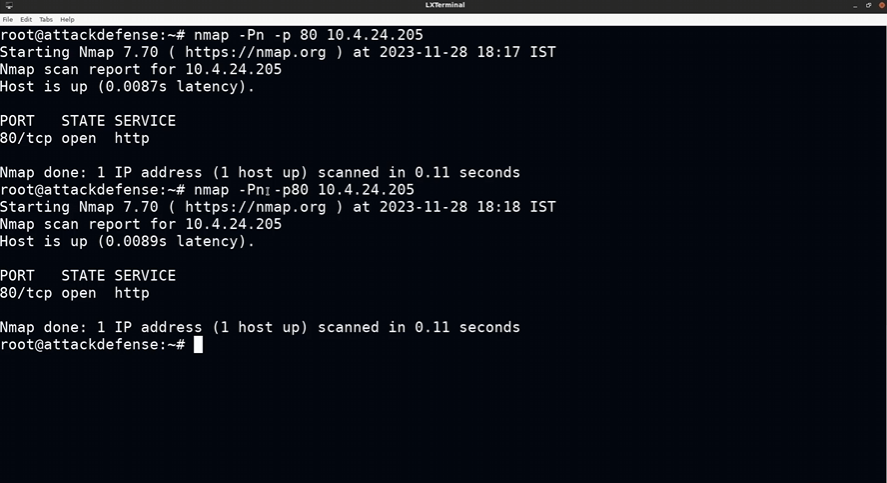 LXTerminal
File Edit Tabs Help
root@attackdefense:~# nmap -Pn -p 80 10.4.24.205
Starting Nmap 7.70 ( https://nmap.org ) at 2023-11-28 18:17 IST
Nmap scan report for 10.4.24.205
Host is up (0.0087s latency).
PORT   STATE SERVICE
80/tcp open  http
Nmap done: 1 IP address (1 host up) scanned in 0.11 seconds
root@attackdefense:~# nmap -Pn -p80 10.4.24.205
Starting Nmap 7.70 ( https://nmap.org ) at 2023-11-28 18:18 IST
Nmap scan report for 10.4.24.205
Host is up (0.0089s latency).
PORT   STATE SERVICE
80/tcp open  http
Nmap done: 1 IP address (1 host up) scanned in 0.11 seconds
root@attackdefense:~#